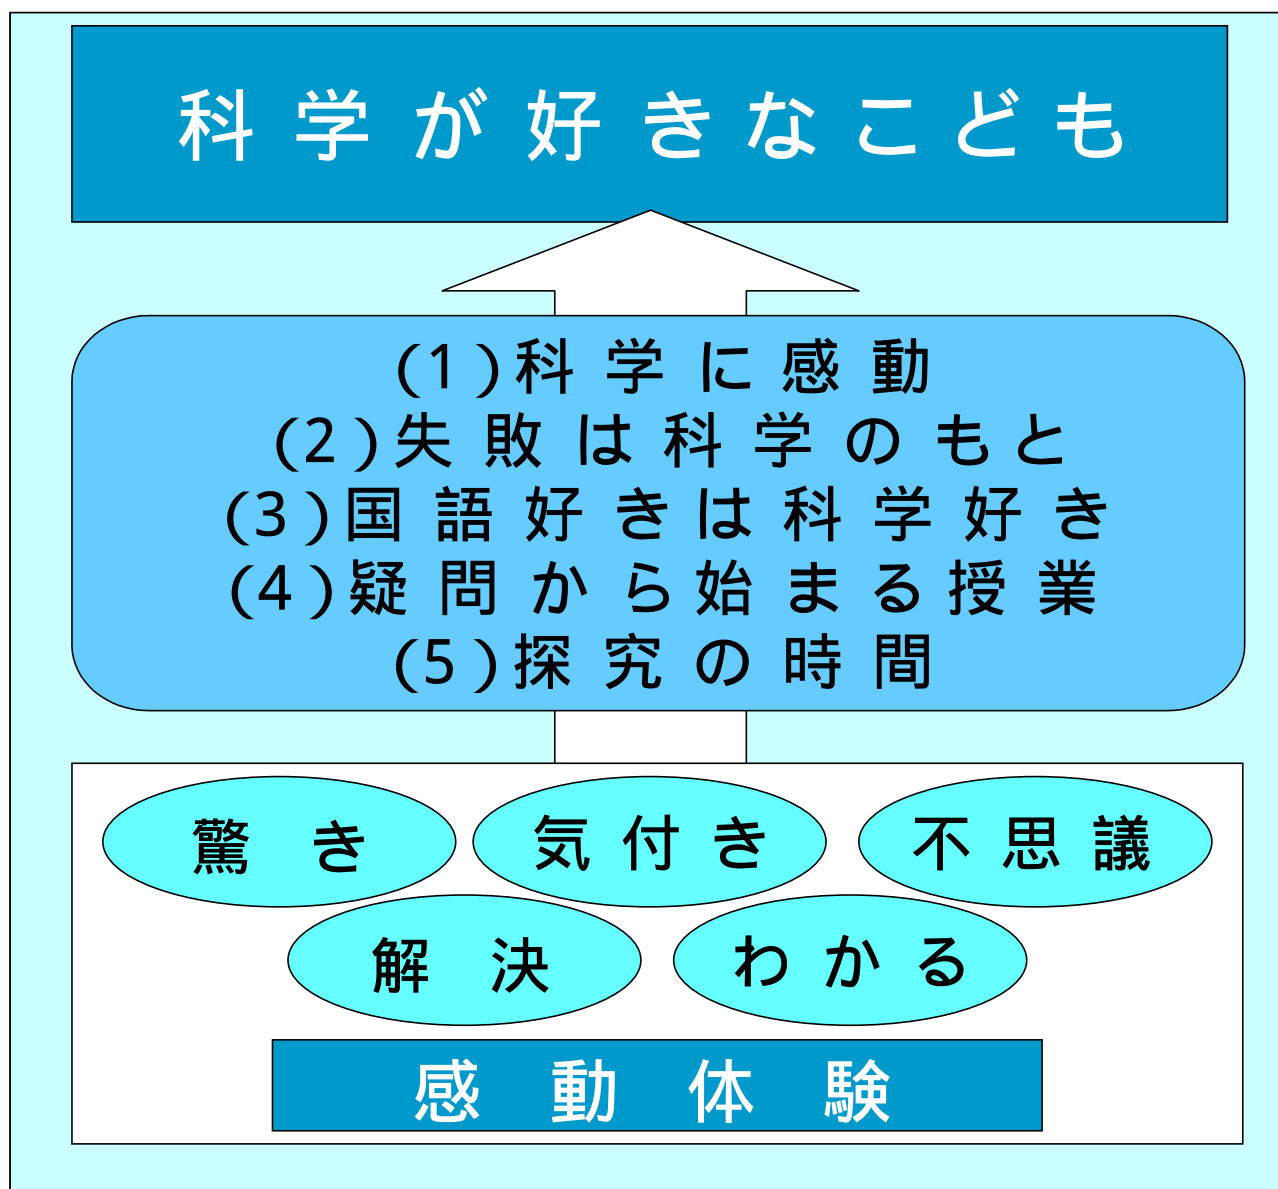 科学が好きなこども
(1)科学に感動
(2)失敗は科学のもと
(3)国語好きは科学好き
(4)疑問から始まる授業
(5)探究の時間
驚き
気付き
不思議
解決
わかる
感動体験